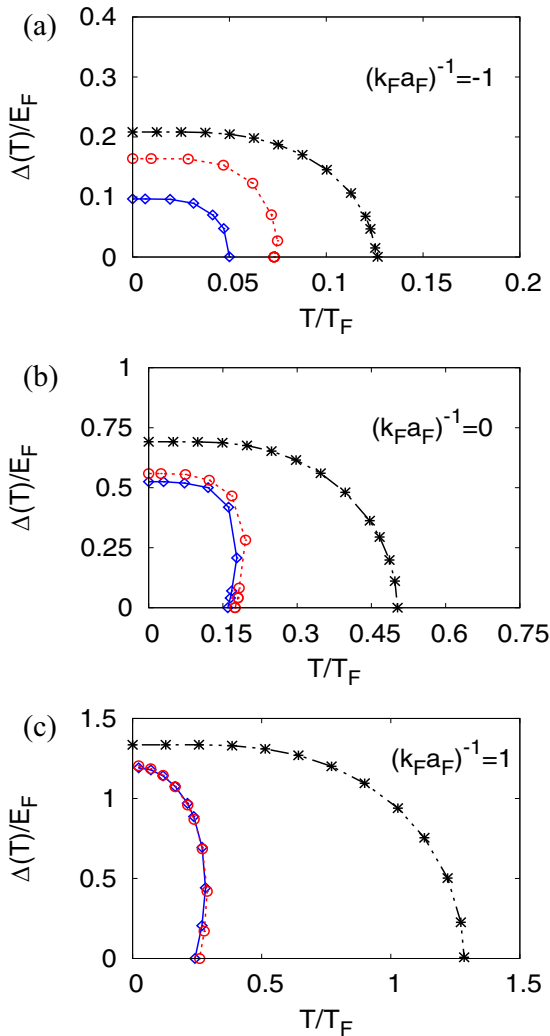 (a)
0.4
0.3
0.2
0.1
0
Δ(T)/E_F
(k_Fa_F)^-1=-1
0 0.05 0.1 0.15 0.2
T/T_F
(b)
1
0.75
0.5
0.25
0
Δ(T)/E_F
(k_Fa_F)^-1=0
0 0.15 0.3 0.45 0.6 0.75
T/T_F
(c)
1.5
1
0.5
0
Δ(T)/E_F
(k_Fa_F)^-1=1
0 0.5 1 1.5
T/T_F